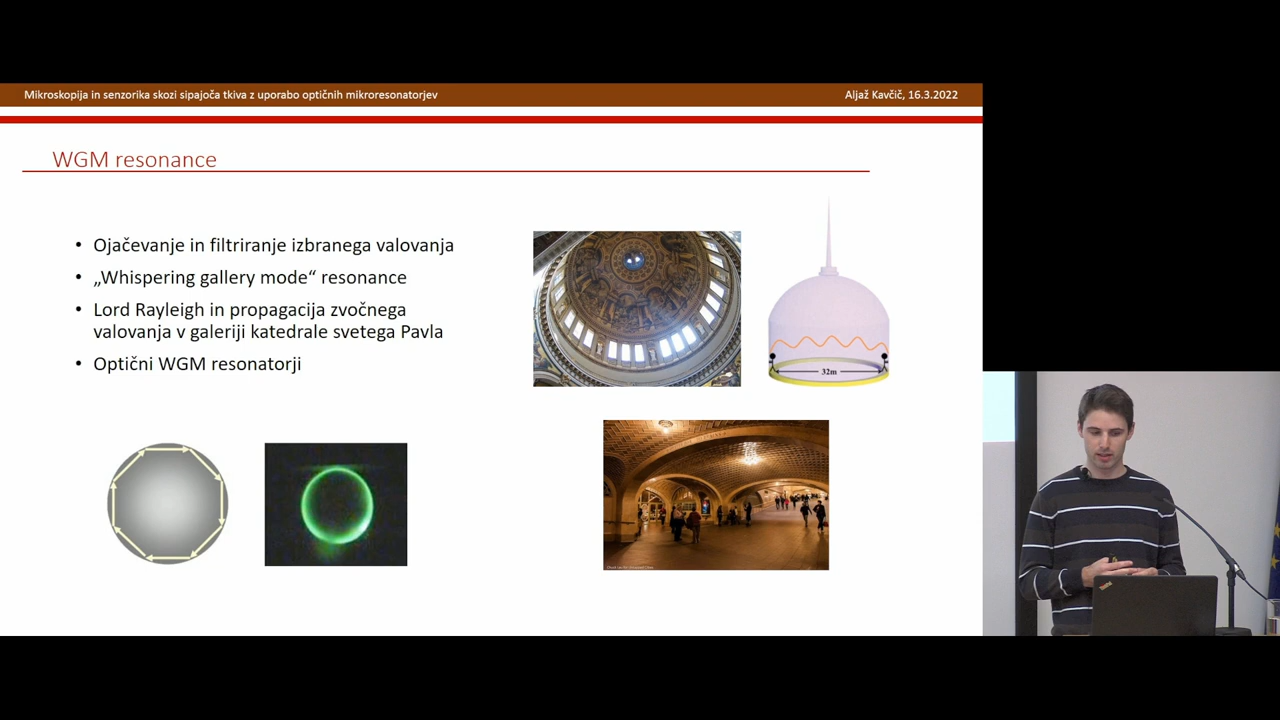 Mikroskopija in senzorika skozi sipajoča tkiva z uporabo optičnih mikroresonatorjev
Aljaž Kavčič, 16.3.2022
WGM resonance
• Ojačevanje in filtriranje izbranega valovanja
• „Whispering gallery mode“ resonance
• Lord Rayleigh in propagacija zvočnega
valovanja v galeriji katedrale svetega Pavla
• Optični WGM resonatorji
32m